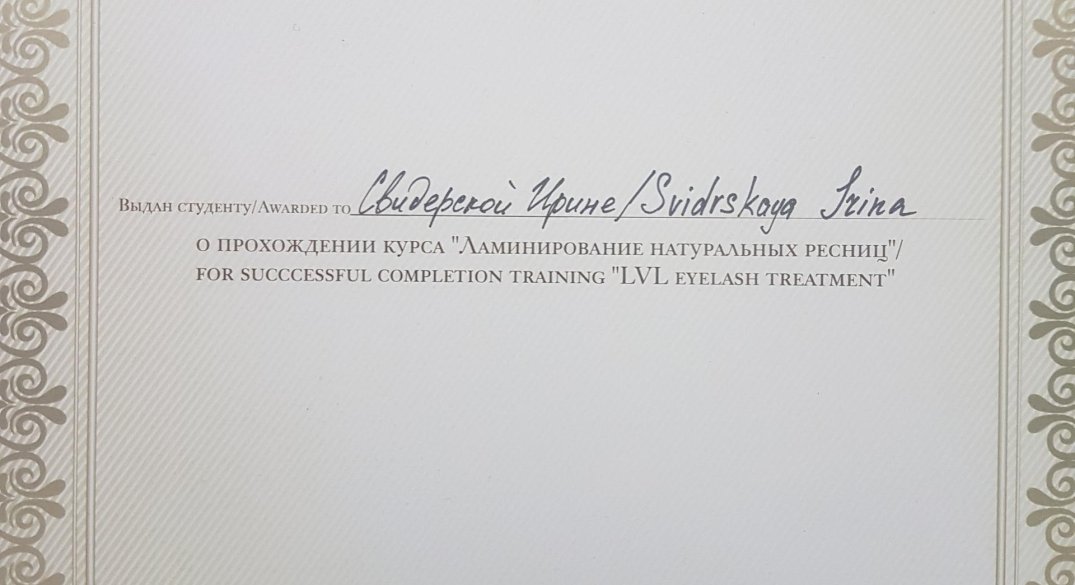 Выдан студенту/Awarded to Свидерской Ирине/Svidrskaya Irina
о прохождении курса "Ламинирование натуральных ресниц"/
for succcessful completion training "LVL eyelash treatment"